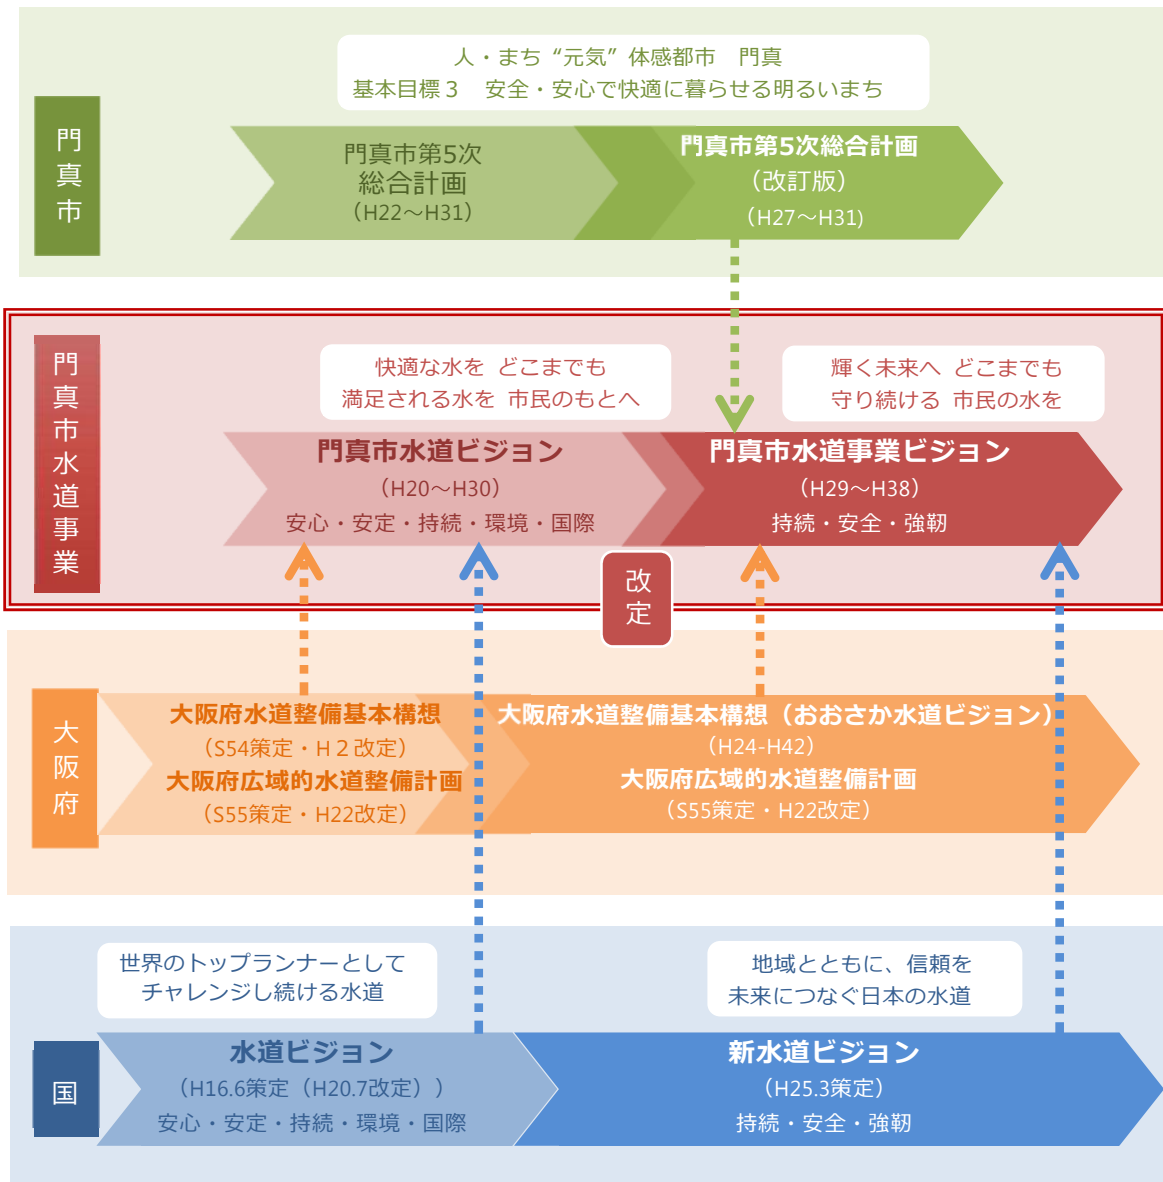 人・まち “元気” 体感都市　門真
基本目標３　安全・安心で快適に暮らせる明るいまち
門真市
門真市第5次
総合計画
（H22～H31）
門真市第5次総合計画
（改訂版）
（H27～H31)
門真市水道事業
快適な水を どこまでも
満足される水を 市民のもとへ
輝く未来へ どこまでも
守り続ける 市民の水を
門真市水道ビジョン
（H20～H30）
安心・安定・持続・環境・国際
門真市水道事業ビジョン
（H29～H38）
持続・安全・強靭
改定
大阪府
大阪府水道整備基本構想
（S54策定・Ｈ２改定）
大阪府広域的水道整備計画
（S55策定・H22改定）
大阪府水道整備基本構想（おおさか水道ビジョン）
（H24-H42）
大阪府広域的水道整備計画
（S55策定・H22改定）
国
世界のトップランナーとして
チャレンジし続ける水道
地域とともに、信頼を
未来につなぐ日本の水道
水道ビジョン
（H16.6策定（H20.7改定））
安心・安定・持続・環境・国際
新水道ビジョン
（H25.3策定）
持続・安全・強靭